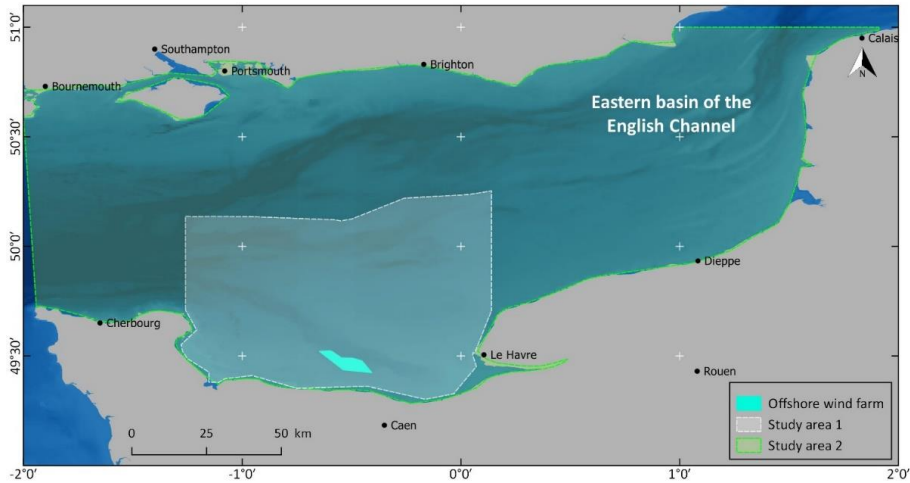 51°0'
Southampton
Calais
Portsmouth
Brighton
N
Bournemouth
Eastern basin of the
English Channel
50°30'
50°0'
Dieppe
Cherbourg
49°30'
Le Havre
Rouen
Offshore wind farm
Caen
Study area 1
0 25 50 km
Study area 2
-2°0' -1°0' 0°0' 1°0' 2°0'